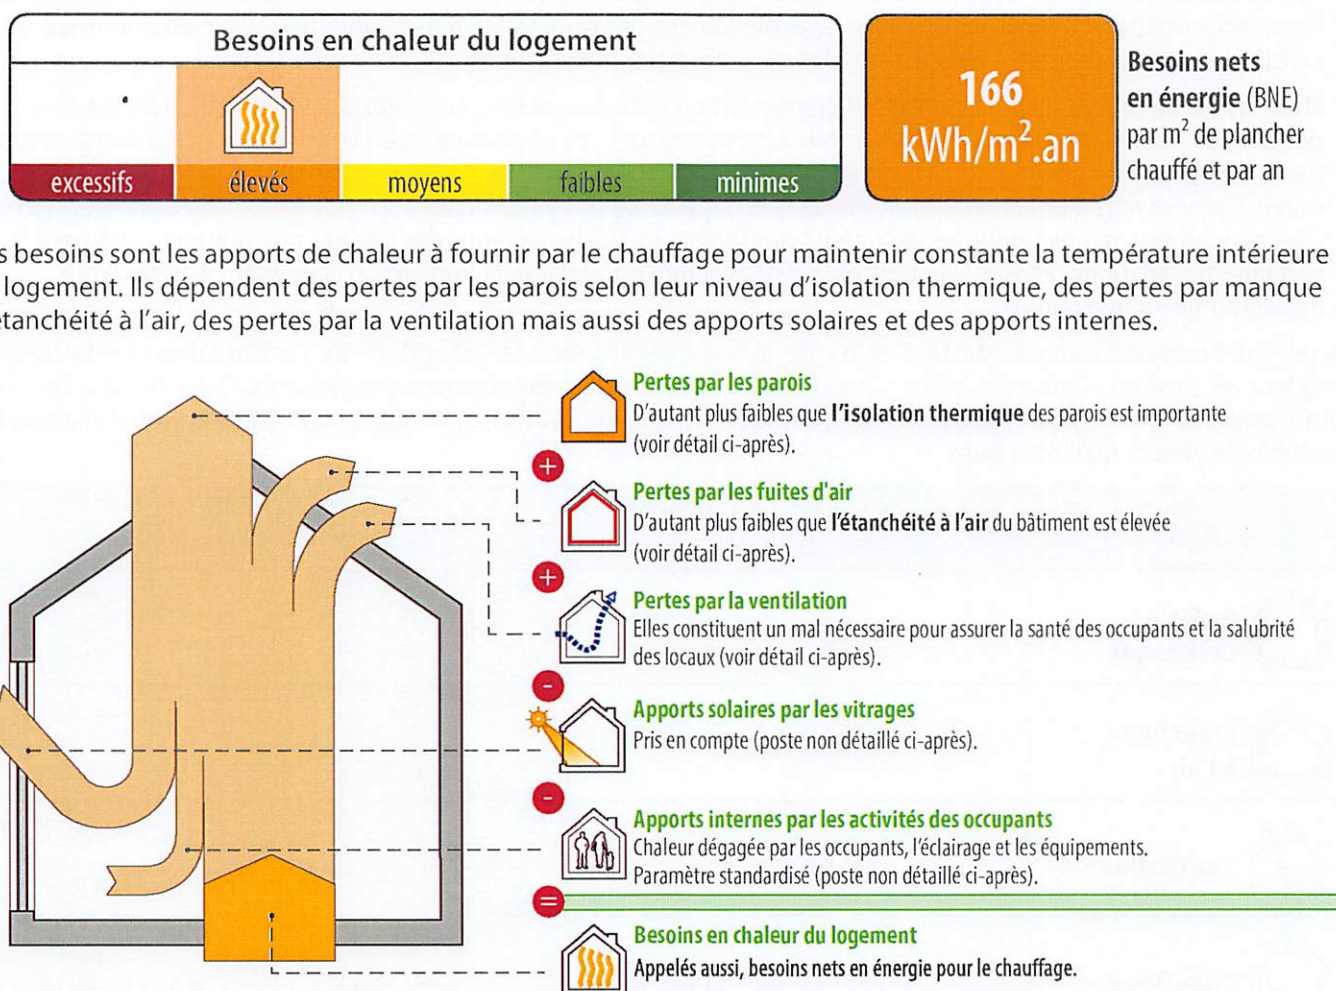 Besoins en chaleur du logement
excessifs
élevés
moyens
faibles
minimes
166
kWh/m².an
Besoins nets
en énergie (BNE)
par m² de plancher
chauffé et par an
s besoins sont les apports de chaleur à fournir par le chauffage pour maintenir constante la température intérieure
logement. Ils dépendent des pertes par les parois selon leur niveau d'isolation thermique, des pertes par manque
étanchéité à l'air, des pertes par la ventilation mais aussi des apports solaires et des apports internes.
Pertes par les parois
D'autant plus faibles que l'isolation thermique des parois est importante
(voir détail ci-après).
+
Pertes par les fuites d'air
D'autant plus faibles que l'étanchéité à l'air du bâtiment est élevée
(voir détail ci-après).
+
Pertes par la ventilation
Elles constituent un mal nécessaire pour assurer la santé des occupants et la salubrité
des locaux (voir détail ci-après).
-
Apports solaires par les vitrages
Pris en compte (poste non détaillé ci-après).
-
Apports internes par les activités des occupants
Chaleur dégagée par les occupants, l'éclairage et les équipements.
Paramètre standardisé (poste non détaillé ci-après).
=
Besoins en chaleur du logement
Appelés aussi, besoins nets en énergie pour le chauffage.